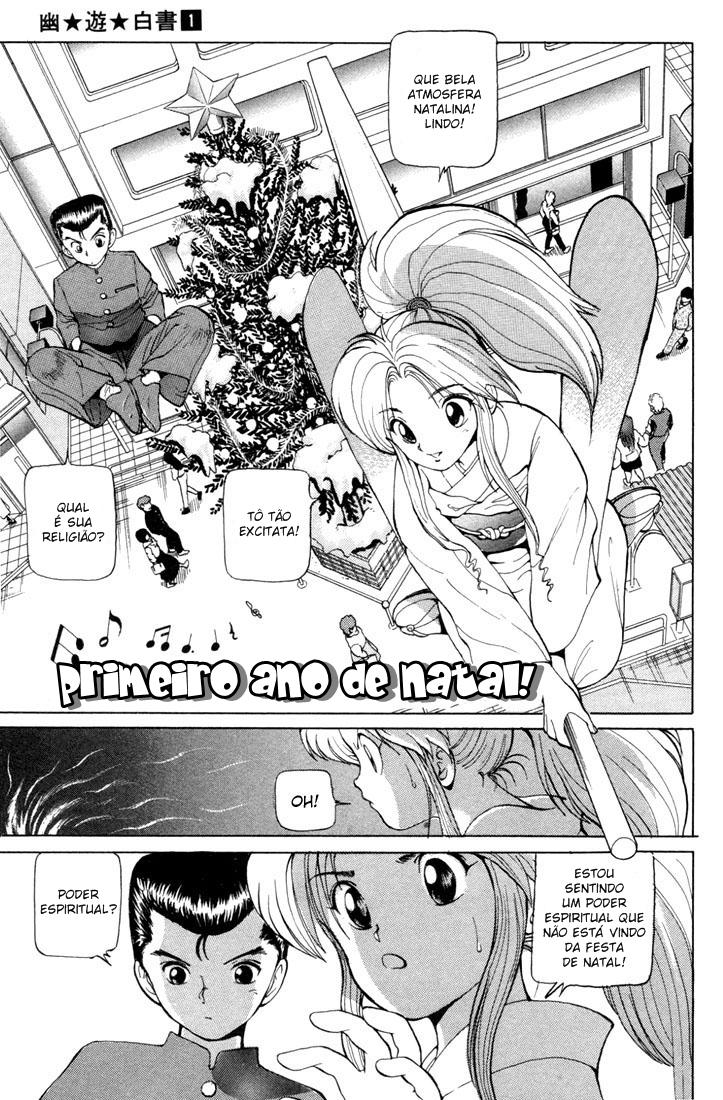 幽★遊★白書1
QUE BELA
ATMOSFERA
NATALINA!
LINDO!
QUAL
É SUA
RELIGIÃO?
TÔ TÃO
EXCITATA!
PRIMEIRO ANO DE NATAL!
OH!
PODER
ESPIRITUAL?
ESTOU
SENTINDO
UM PODER
ESPIRITUAL QUE
NÃO ESTÁ VINDO
DA FESTA
DE NATAL!